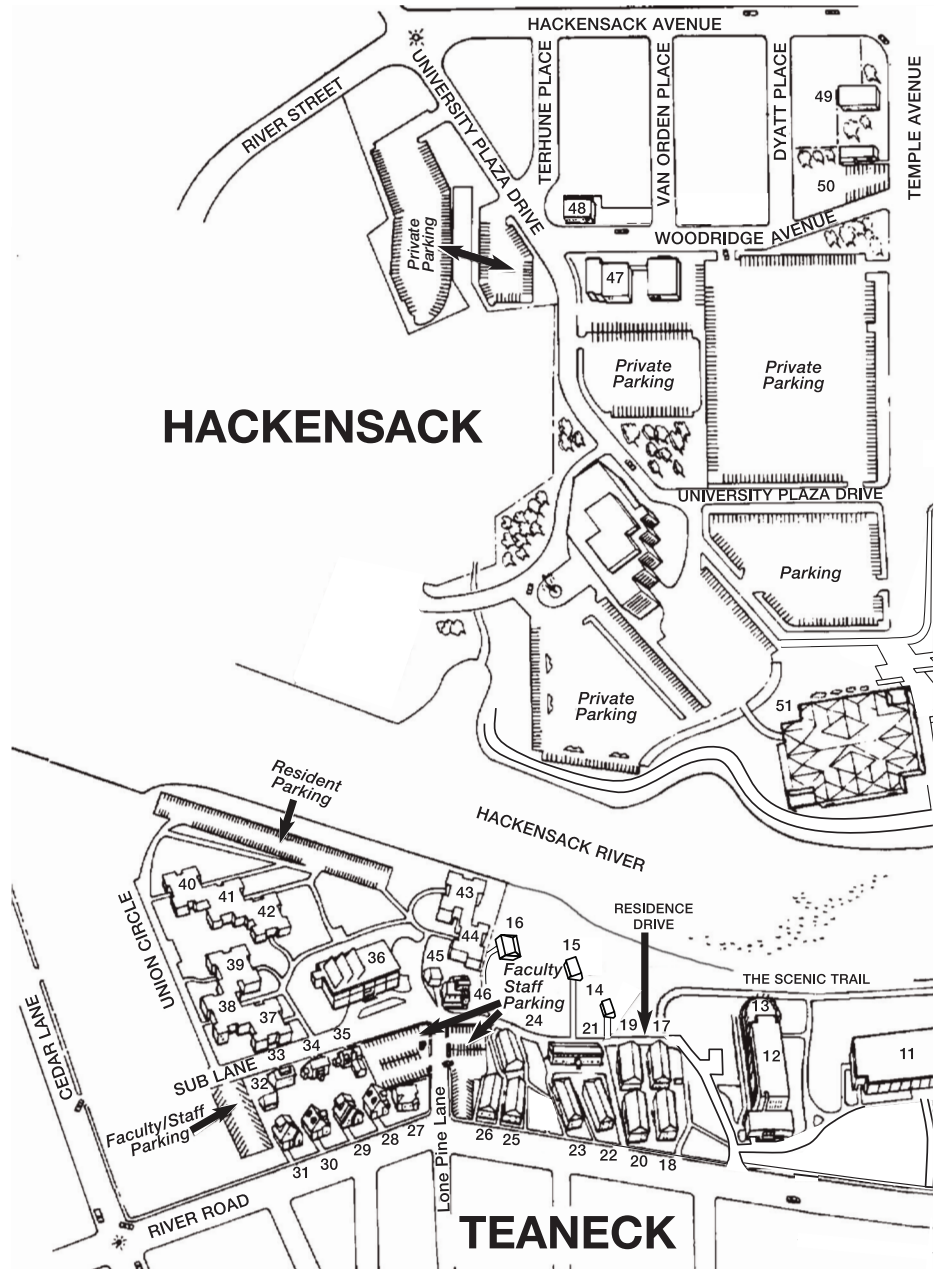 HACKENSACK AVENUE
RIVER STREET
UNIVERSITY PLAZA DRIVE
TERHUNE PLACE
VAN ORDEN PLACE
DYATT PLACE
TEMPLE AVENUE
49
50
48
WOODRIDGE AVENUE
Private
Parking
47
Private
Parking
Private
Parking
HACKENSACK
UNIVERSITY PLAZA DRIVE
Parking
51
Private
Parking
Resident
Parking
HACKENSACK RIVER
UNION CIRCLE
40
41
42
43
44
16
15
14
RESIDENCE
DRIVE
39
36
45
46
Faculty
Staff
Parking
24
21
19
17
THE SCENIC TRAIL
13
12
11
38
37
35
34
33
32
SUB LANE
CEDAR LANE
Faculty/Staff
Parking
31
30
29
28
27
Lone Pine Lane
26
25
23
22
20
18
RIVER ROAD
TEANECK